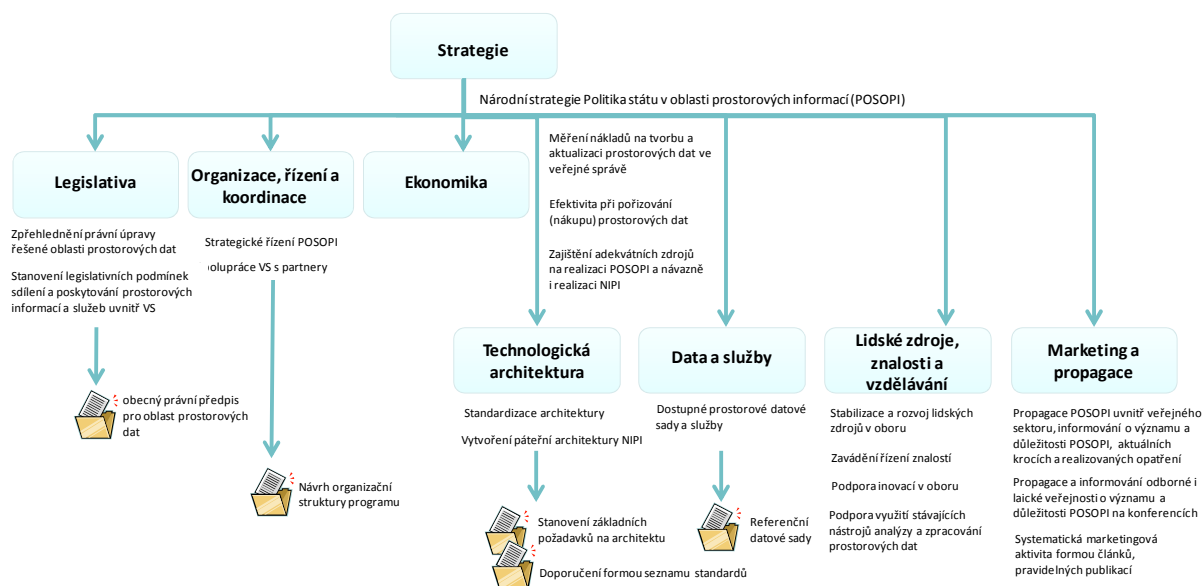 Strategie
Národní strategie Politika státu v oblasti prostorových informací (POSOPI)
Legislativa
Zpřehlednění právní úpravy
řešené oblasti prostorových dat
Stanovení legislativních podmínek
sdílení a poskytování prostorových
informací a služeb uvnitř VS
obecný právní předpis
pro oblast prostorových
dat
Organizace, řízení a
koordinace
Strategické řízení POSOPI
polupráce VS s partnery
Návrh organizační
struktury programu
Ekonomika
Měření nákladů na tvorbu a
aktualizaci prostorových dat ve
veřejné správě
Efektivita při pořizování
(nákupu) prostorových dat
Zajištění adekvátních zdrojů
na realizaci POSOPI a návazně
i realizaci NIPI
Technologická
architektura
Standardizace architektury
Vytvoření páteřní architektury NIPI
Stanovení základních
požadavků na architektu
Doporučení formou seznamu standardů
Data a služby
Dostupné prostorové datové
sady a služby
Referenční
datové sady
Lidské zdroje,
znalosti a
vzdělávání
Stabilizace a rozvoj lidských
zdrojů v oboru
Zavádění řízení znalostí
Podpora inovací v oboru
Podpora využití stávajících
nástrojů analýzy a zpracování
prostorových dat
Marketing a
propagace
Propagace POSOPI uvnitř veřejného
sektoru, informování o významu a
důležitosti POSOPI, aktuálních
krocích a realizovaných opatření
Propagace a informování odborné i
laické veřejnosti o významu a
důležitosti POSOPI na konferencích
Systematická marketingová
aktivita formou článků,
pravidelných publikací